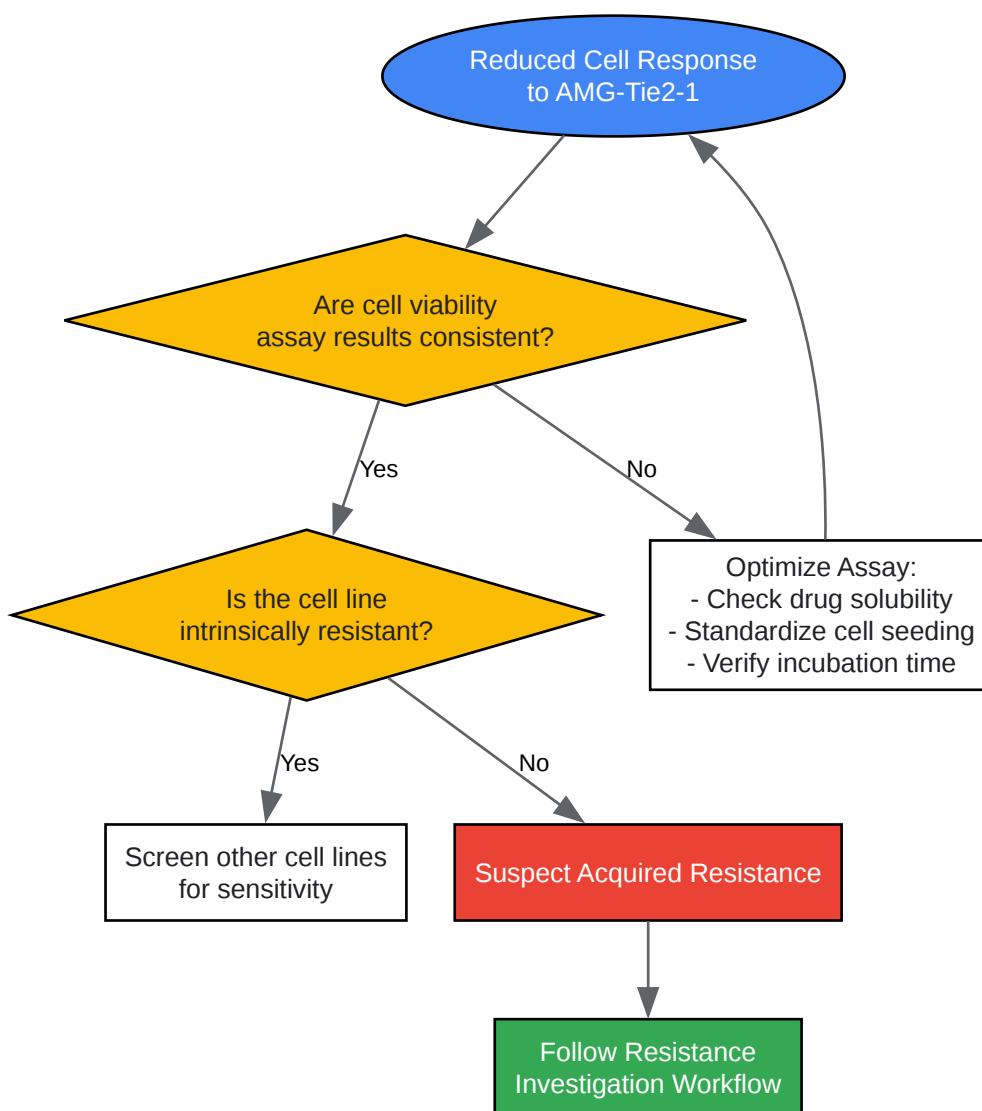 Reduced Cell Response
to AMG-Tie2-1
Are cell viability
assay results consistent?
Yes
No
Optimize Assay:
- Check drug solubility
- Standardize cell seeding
- Verify incubation time
Is the cell line
intrinsically resistant?
Yes
No
Screen other cell lines
for sensitivity
Suspect Acquired Resistance
Follow Resistance
Investigation Workflow